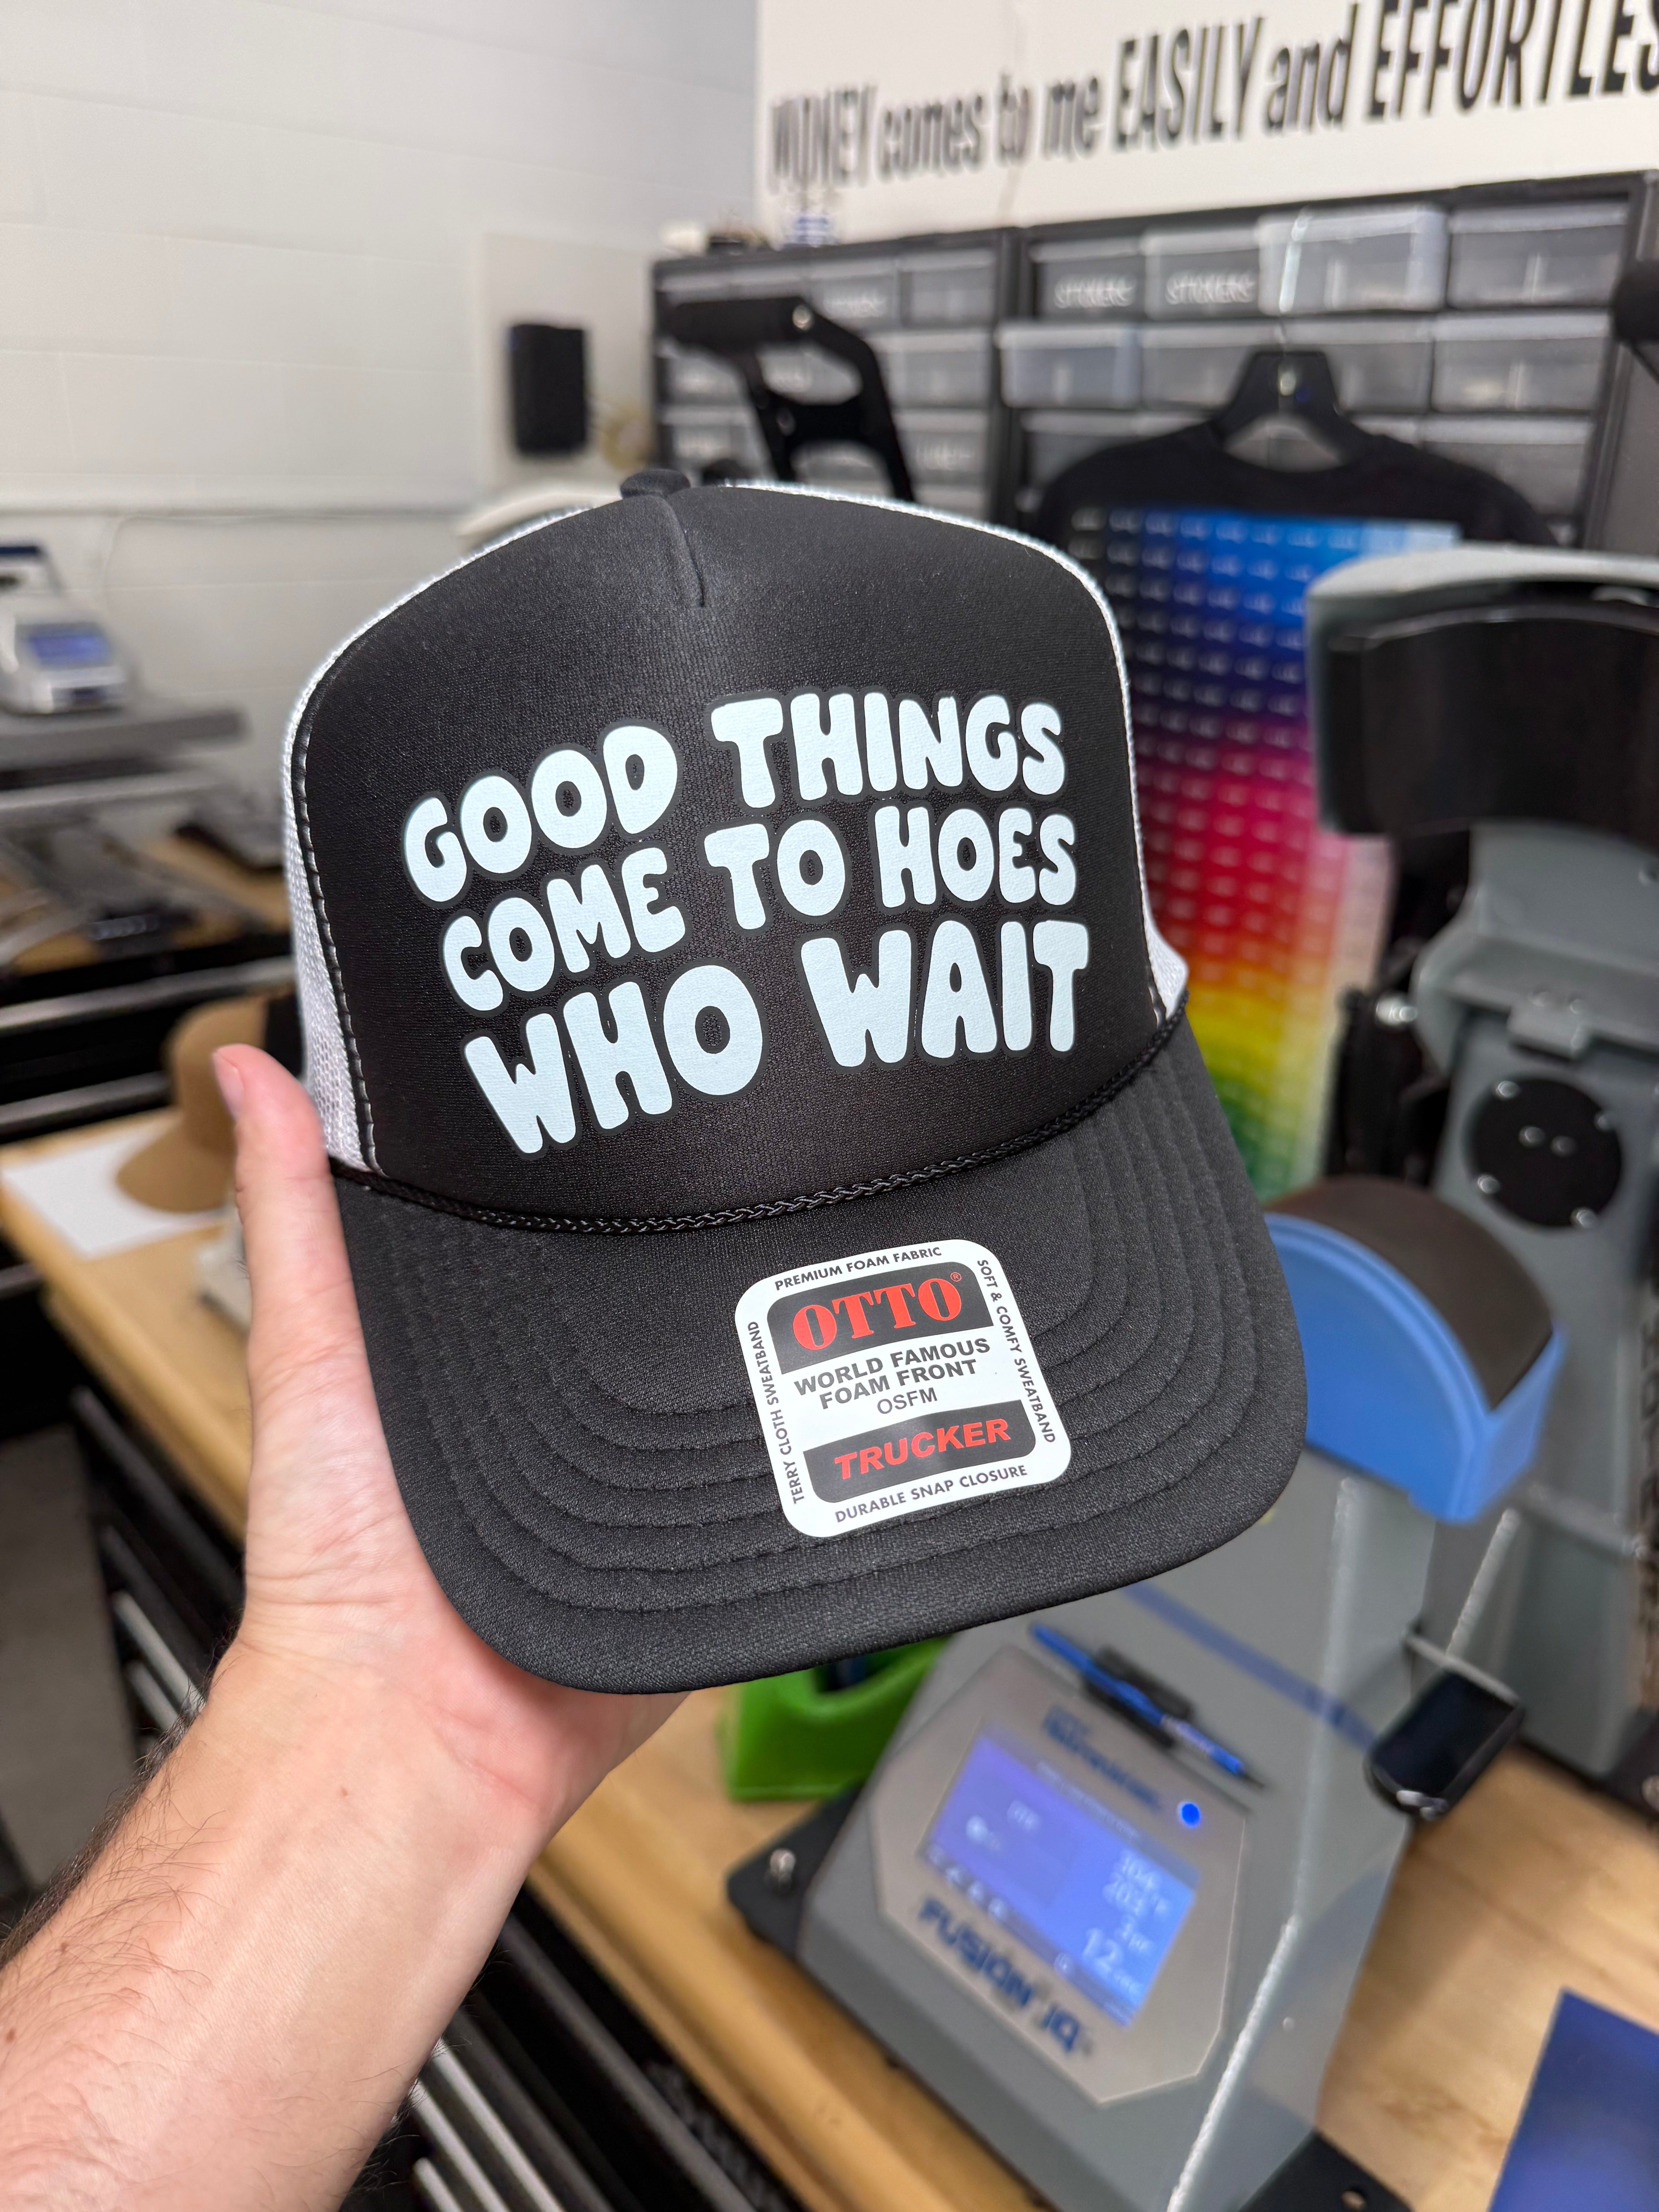 MONEY comes to me EASILY and EFFORTLES
STICKERS STICKERS
GOOD THINGS
COME TO HOES
WHO WAIT
PREMIUM FOAM FABRIC
OTTO®
WORLD FAMOUS
FOAM FRONT
OSFM
TRUCKER
DURABLE SNAP CLOSURE
TERRY CLOTH SWEATBAND
SOFT & COMFY SWEATBAND
FUSION IQ